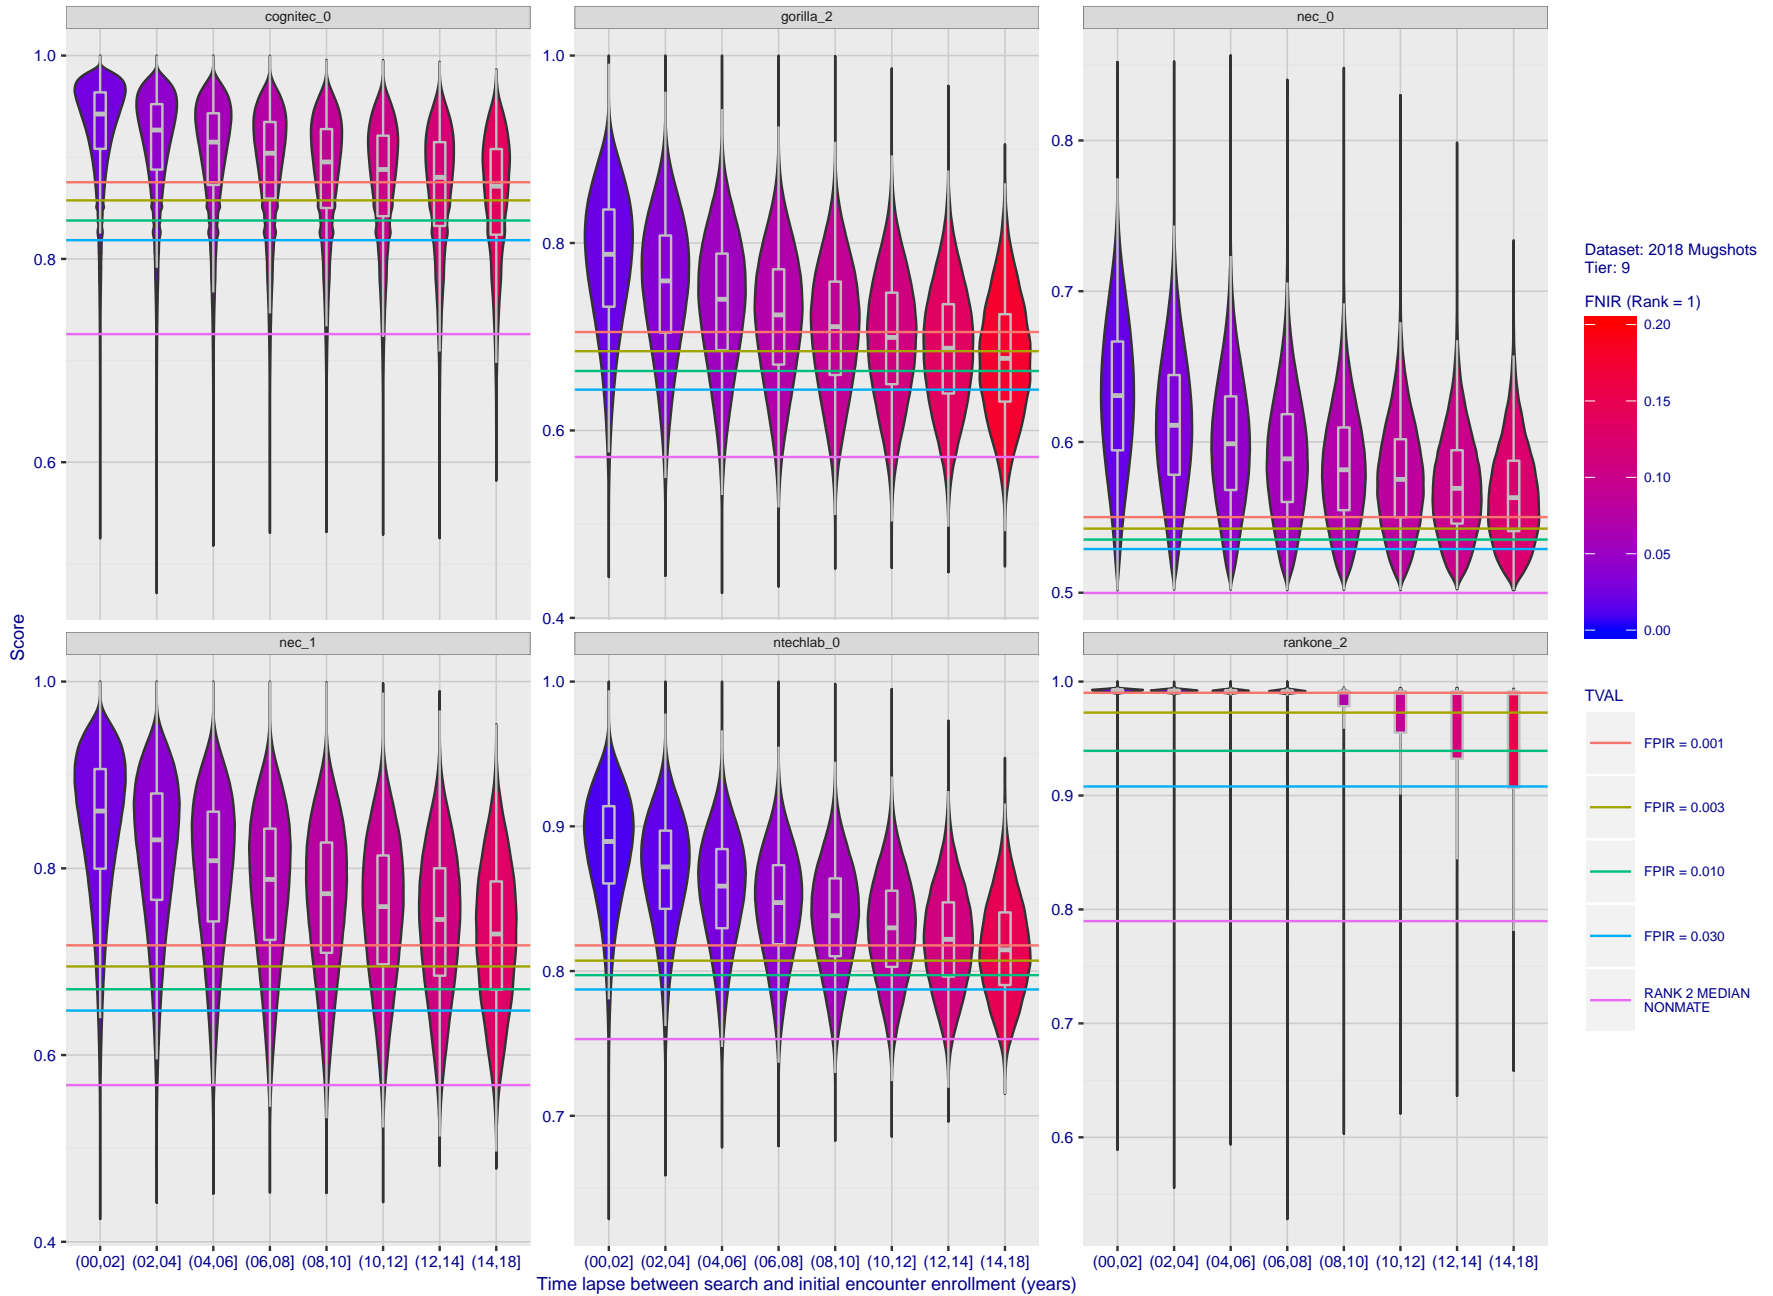 cognitec_0
gorilla_2
nec_0
1.0
0.8
0.6
1.0
0.8
0.6
0.4
0.8
0.7
0.6
0.5
Dataset: 2018 Mugshots
Tier: 9
FNIR (Rank = 1)
0.20
0.15
0.10
0.05
0.00
Score
nec_1
ntechlab_0
rankone_2
1.0
0.8
0.6
0.4
1.0
0.9
0.8
0.7
1.0
0.9
0.8
0.7
0.6
TVAL
FPIR = 0.001
FPIR = 0.003
FPIR = 0.010
FPIR = 0.030
RANK 2 MEDIAN
NONMATE
(00,02] (02,04] (04,06] (06,08] (08,10] (10,12] (12,14] (14,18]
(00,02] (02,04] (04,06] (06,08] (08,10] (10,12] (12,14] (14,18]
(00,02] (02,04] (04,06] (06,08] (08,10] (10,12] (12,14] (14,18]
Time lapse between search and initial encounter enrollment (years)